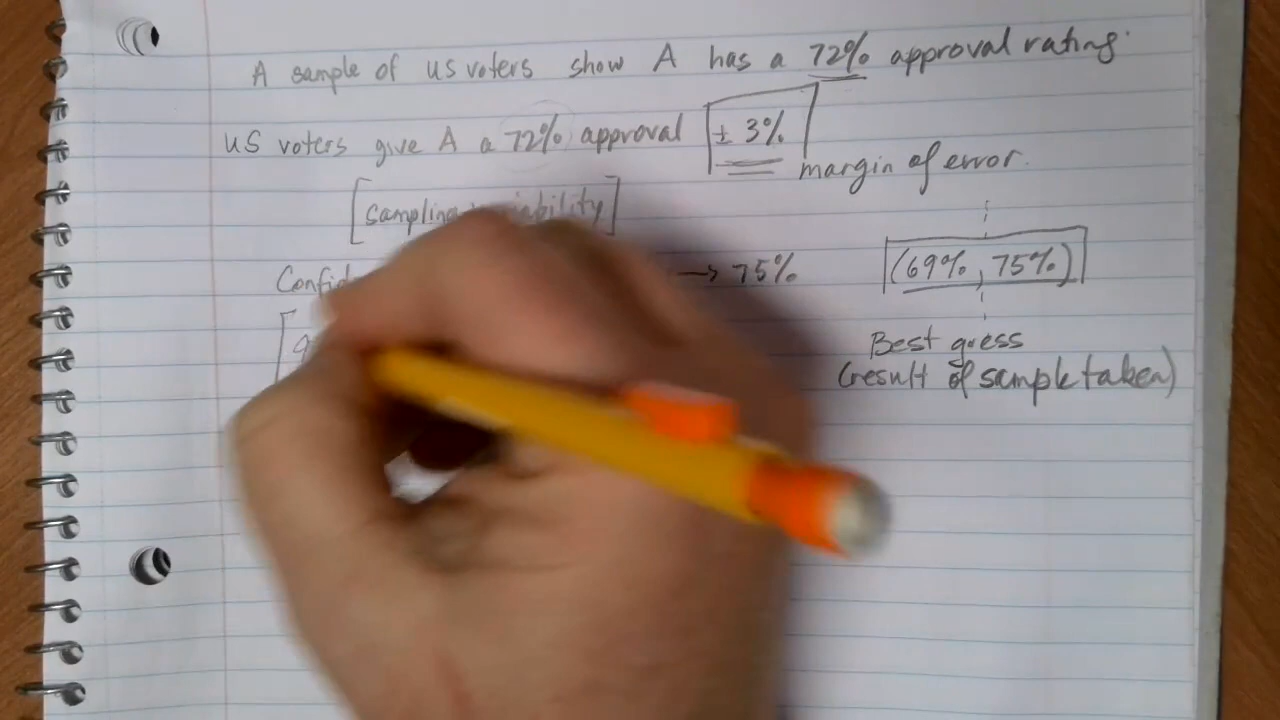 A sample of US voters show A has a 72% approval rating.
US voters give A a 72% approval ± 3%
margin of error.
[sampling variability]
→ 75% (69%, 75%)
Best guess
(result of sample taken)